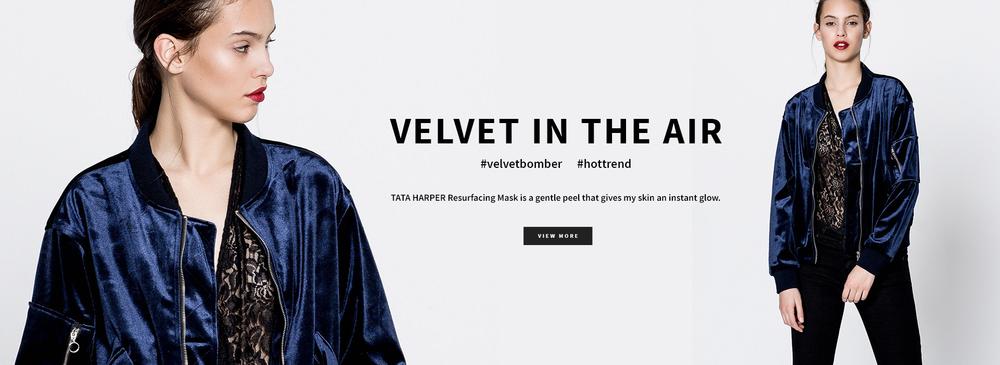 VELVET IN THE AIR
#velvetbomber #hottrend
TATA HARPER Resurfacing Mask is a gentle peel that gives my skin an instant glow.
VIEW MORE